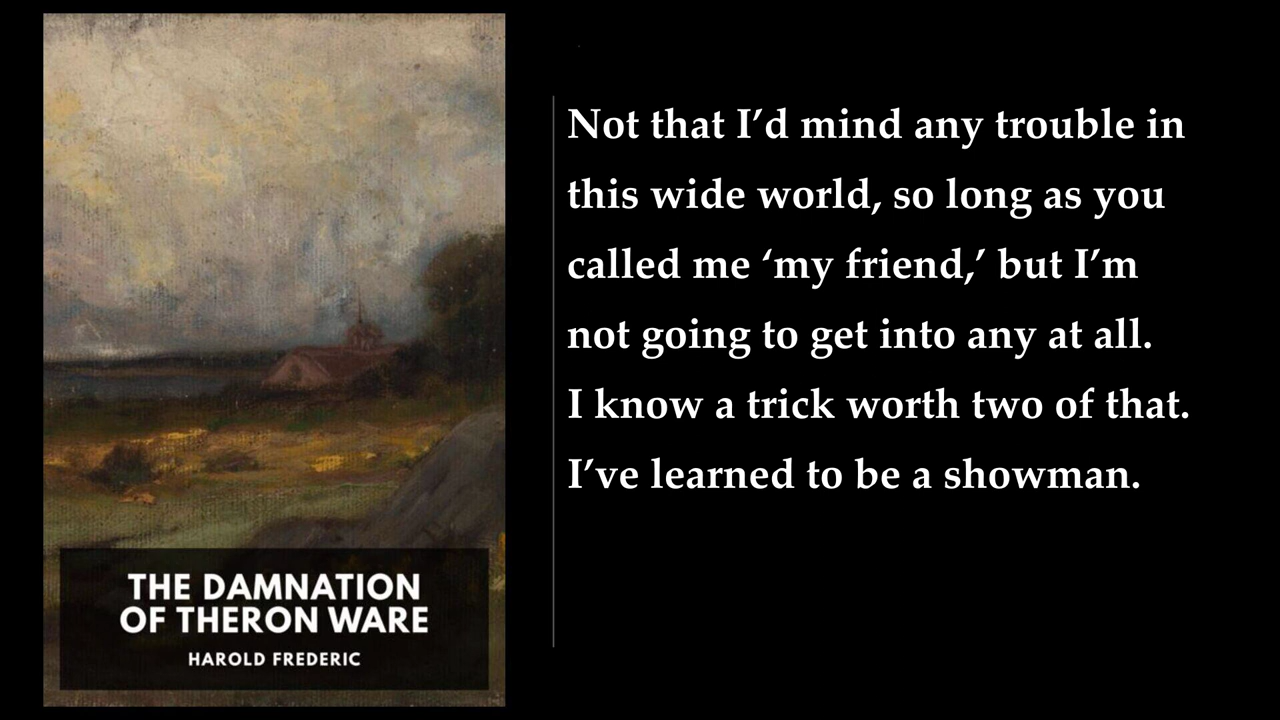 THE DAMNATION
OF THERON WARE
HAROLD FREDERIC
Not that I’d mind any trouble in
this wide world, so long as you
called me ‘my friend,’ but I’m
not going to get into any at all.
I know a trick worth two of that.
I’ve learned to be a showman.